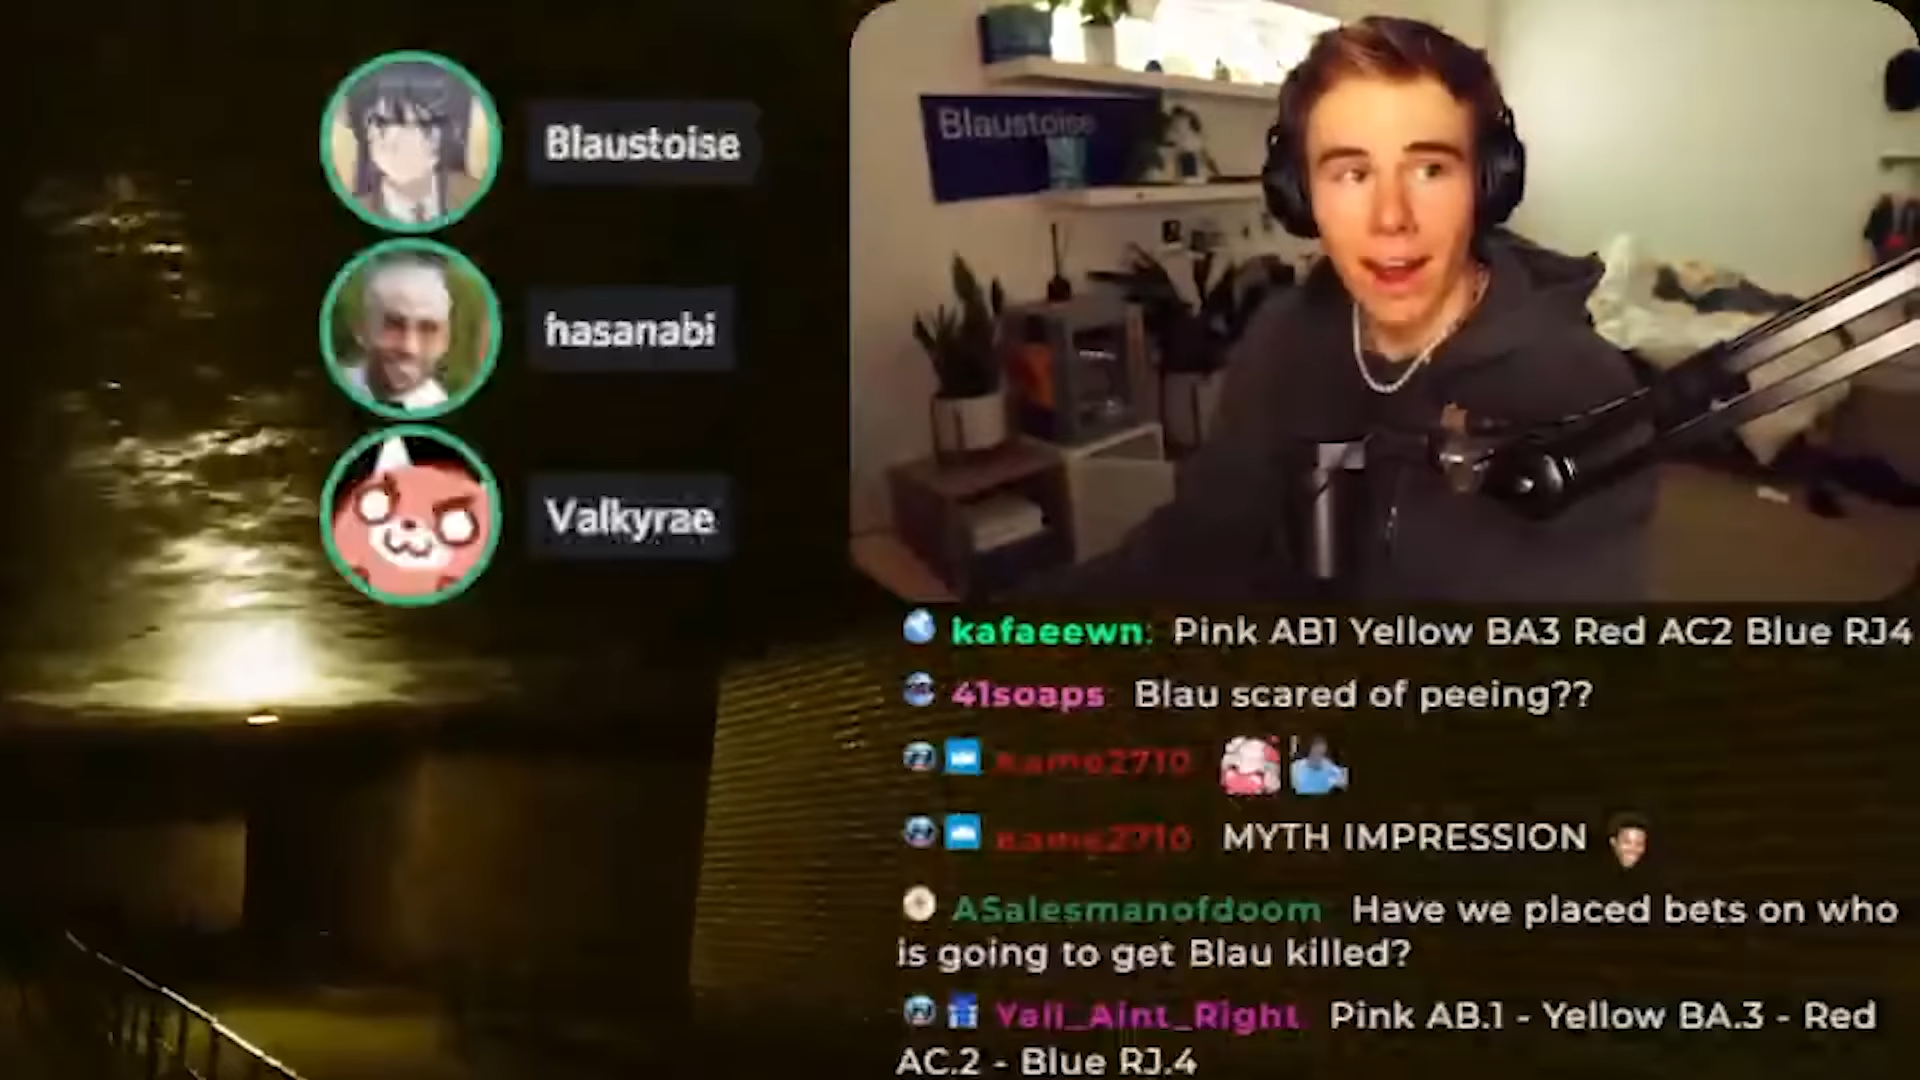 Blaustoise
hasanabi
Valkyrae
Blaustoise
kafaeewn: Pink AB1 Yellow BA3 Red AC2 Blue RJ4
41soaps: Blau scared of peeing??
Kame2710
Kame2710 MYTH IMPRESSION
ASalesmanofdoom Have we placed bets on who
is going to get Blau killed?
Yall_Aint_Right Pink AB.1 - Yellow BA.3 - Red
AC.2 - Blue RJ.4